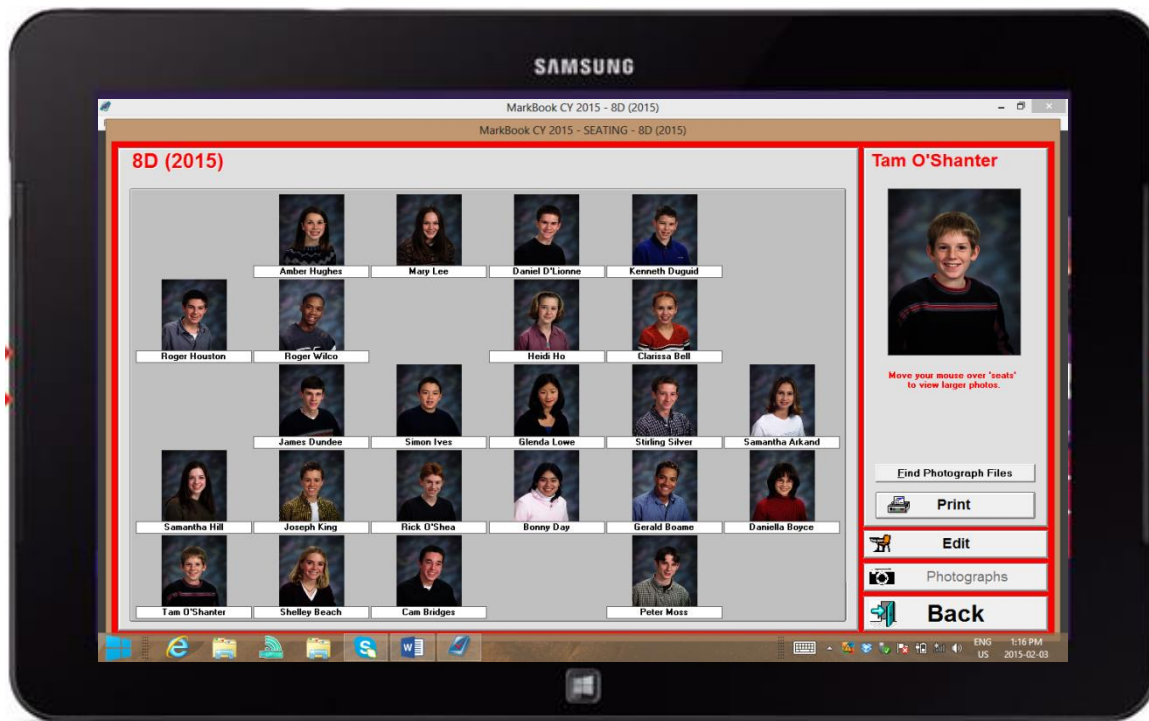 SAMSUNG
MarkBook CY 2015 - 8D (2015)
MarkBook CY 2015 - SEATING - 8D (2015)
8D (2015)
Tam O'Shanter
Amber Hughes
Mary Lee
Daniel D'Lionne
Kenneth Duguid
Roger Houston
Roger Wilco
Heidi Ho
Clarissa Bell
James Dundee
Simon Ives
Glenda Lowe
Stirling Silver
Samantha Arkand
Samantha Hill
Joseph King
Rick O'Shea
Bonny Day
Gerald Boame
Daniella Boyce
Tam O'Shanter
Shelley Beach
Cam Bridges
Peter Moss
Move your mouse over 'seats'
to view larger photos.
Find Photograph Files
Print
Edit
Photographs
Back
ENG
US
1:16 PM
2015-02-03